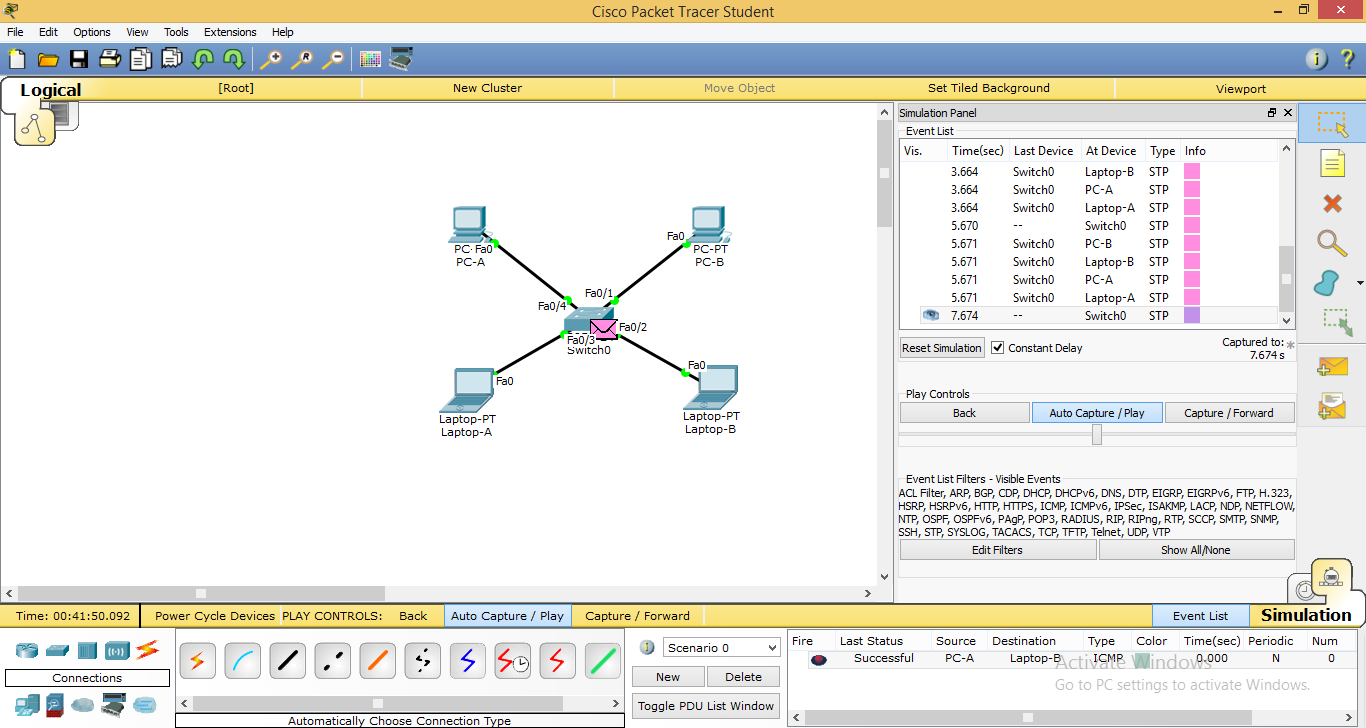 Cisco Packet Tracer Student
File Edit Options View Tools Extensions Help
Logical [Root] New Cluster Move Object Set Tiled Background Viewport
Simulation Panel
Event List
Vis. Time(sec) Last Device At Device Type Info
3.664 Switch0 Laptop-B STP
3.664 Switch0 PC-A STP
3.664 Switch0 Laptop-A STP
5.670 -- Switch0 STP
5.671 Switch0 PC-B STP
5.671 Switch0 Laptop-B STP
5.671 Switch0 PC-A STP
5.671 Switch0 Laptop-A STP
7.674 -- Switch0 STP
Reset Simulation Constant Delay Captured to: *
7.674 s
Play Controls
Back Auto Capture / Play Capture / Forward
Event List Filters - Visible Events
ACL Filter, ARP, BGP, CDP, DHCP, DHCPv6, DNS, DTP, EIGRP, EIGRPv6, FTP, H.323,
HSRP, HSRPv6, HTTP, HTTPS, ICMP, ICMPv6, IPSec, ISAKMP, LACP, NDP, NETFLOW,
NTP, OSPF, OSPFv6, PAgP, POP3, RADIUS, RIP, RIPng, RTP, SCCP, SMTP, SNMP,
SSH, STP, SYSLOG, TACACS, TCP, TFTP, Telnet, UDP, VTP
Edit Filters Show All/None
PC- Fa0
PC-A
Fa0
PC-PT
PC-B
Fa0/1
Fa0/4
Fa0/2
Fa0/3
Switch0
Fa0
Laptop-PT
Laptop-A
Fa0
Laptop-PT
Laptop-B
Time: 00:41:50.092 Power Cycle Devices PLAY CONTROLS: Back Auto Capture / Play Capture / Forward Event List Simulation
Connections
Automatically Choose Connection Type
Scenario 0
New Delete
Toggle PDU List Window
Fire Last Status Source Destination Type Color Time(sec) Periodic Num
Successful PC-A Laptop-B ICMP 0.000 N 0
Activate Windows
Go to PC settings to activate Windows.